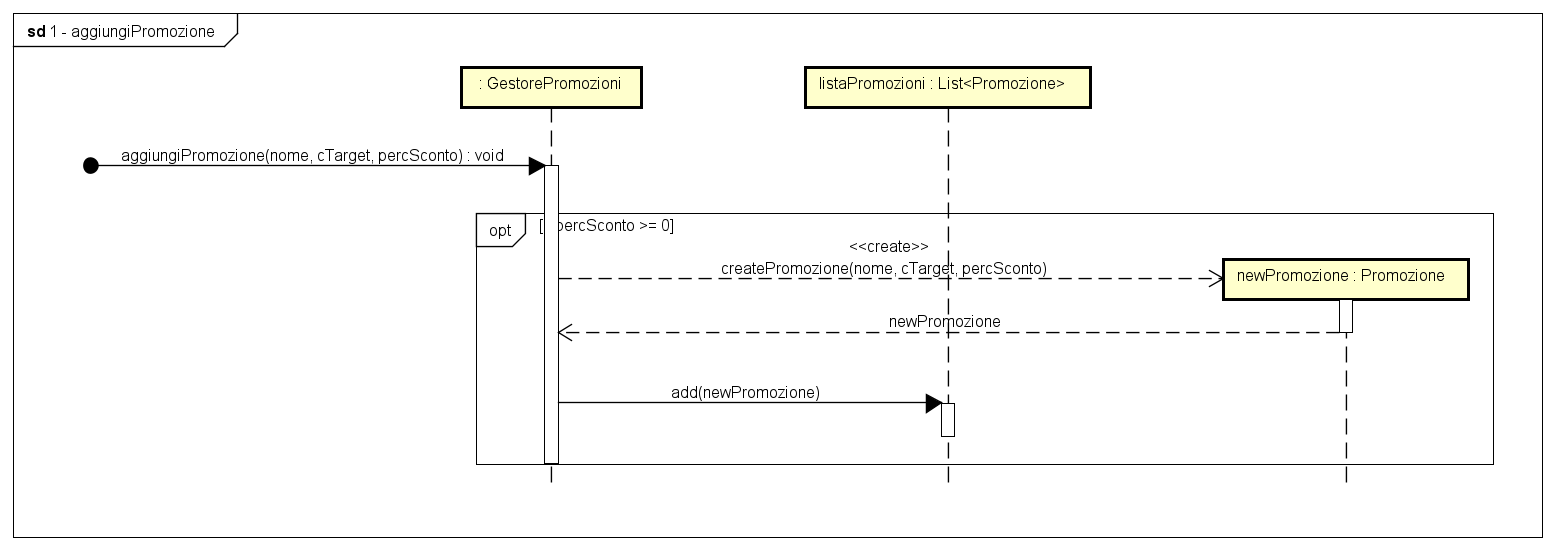 sd 1 - aggiungiPromozione
: GestorePromozioni
listaPromozioni : List<Promozione>
aggiungiPromozione(nome, cTarget, percSconto) : void
opt
[ percSconto >= 0]
<<create>>
createPromozione(nome, cTarget, percSconto)
newPromozione : Promozione
newPromozione
add(newPromozione)